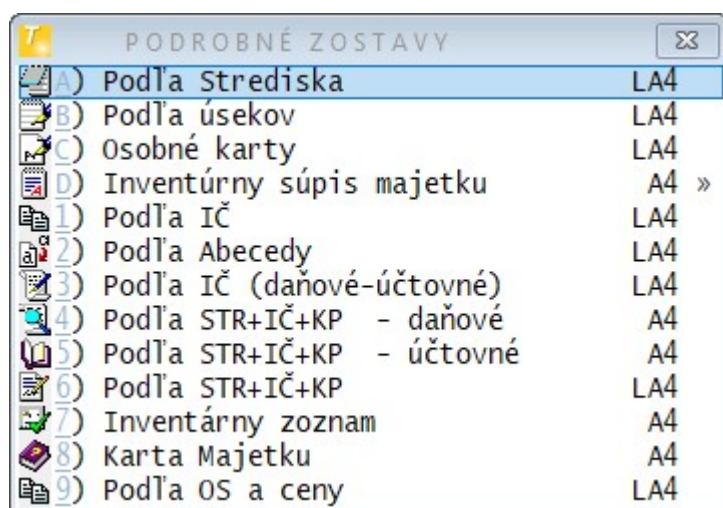 PODROBNÉ ZOSTAVY
A) Podľa Strediska LA4
B) Podľa úsekov LA4
C) Osobné karty LA4
D) Inventúrny súpis majetku A4 »
1) Podľa IČ LA4
2) Podľa Abecedy LA4
3) Podľa IČ (daňové-účtovné) LA4
4) Podľa STR+IČ+KP - daňové A4
5) Podľa STR+IČ+KP - účtovné A4
6) Podľa STR+IČ+KP LA4
7) Inventárny zoznam A4
8) Karta Majetku A4
9) Podľa OS a ceny LA4